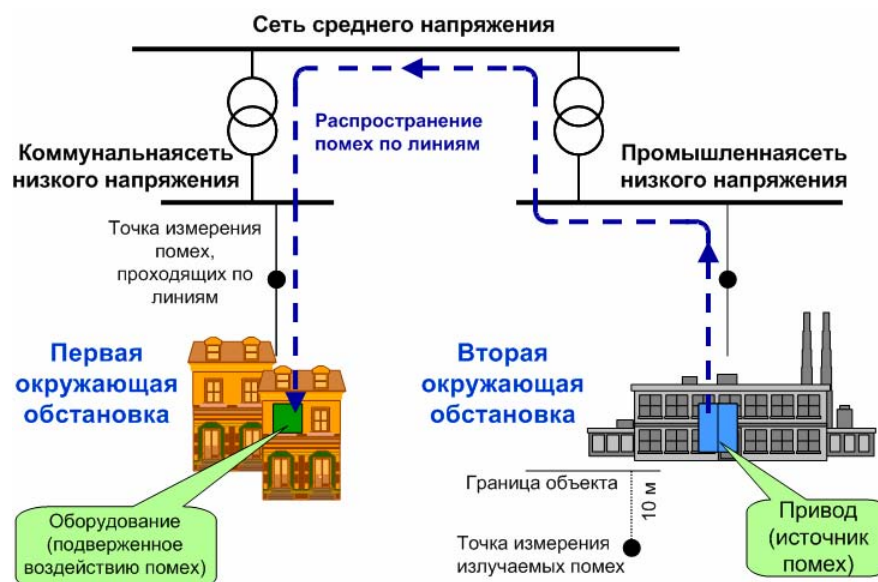 Сеть среднего напряжения
Распространение
помех по линиям
Коммунальнаясеть
низкого напряжения
Промышленнаясеть
низкого напряжения
Точка измерения
помех,
проходящих по
линиям
Первая
окружающая
обстановка
Вторая
окружающая
обстановка
Граница объекта
10 м
Точка измерения
излучаемых помех
Оборудование
(подверженное
воздействию помех)
Привод
(источник
помех)